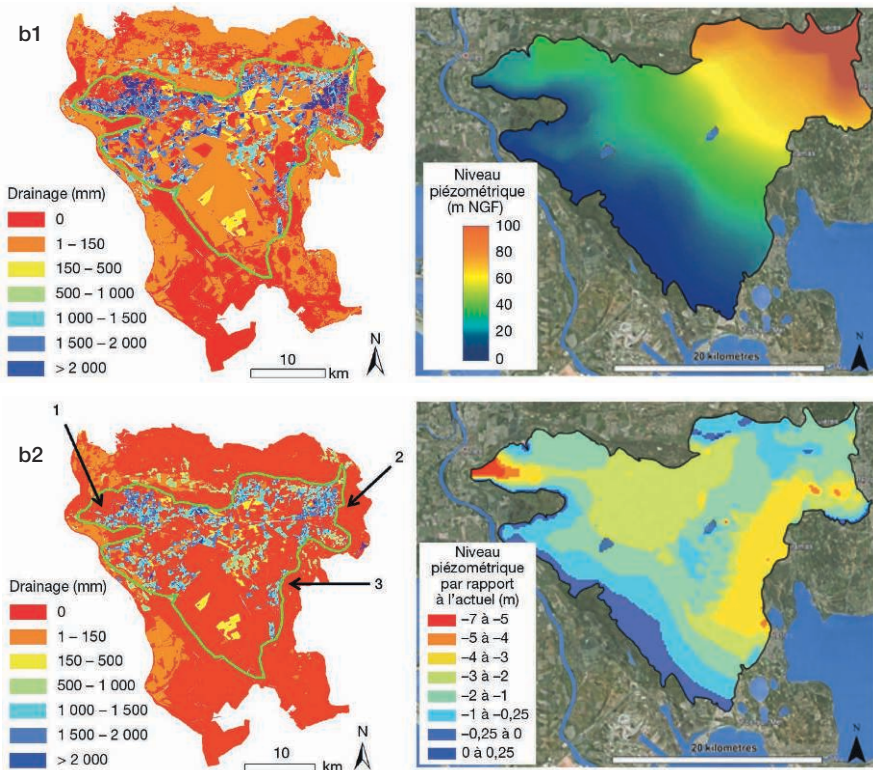 b1
Drainage (mm)
0
1 – 150
150 – 500
500 – 1 000
1 000 – 1 500
1 500 – 2 000
> 2 000
10
km
N
Niveau
piézométrique
(m NGF)
100
80
60
40
20
0
20 kilomètres
N
b2
1
2
3
Drainage (mm)
0
1 – 150
150 – 500
500 – 1 000
1 000 – 1 500
1 500 – 2 000
> 2 000
10
km
N
Niveau
piézométrique
par rapport
à l'actuel (m)
–7 à –5
–5 à –4
–4 à –3
–3 à –2
–2 à –1
–1 à –0,25
–0,25 à 0
0 à 0,25
20 kilomètres
N